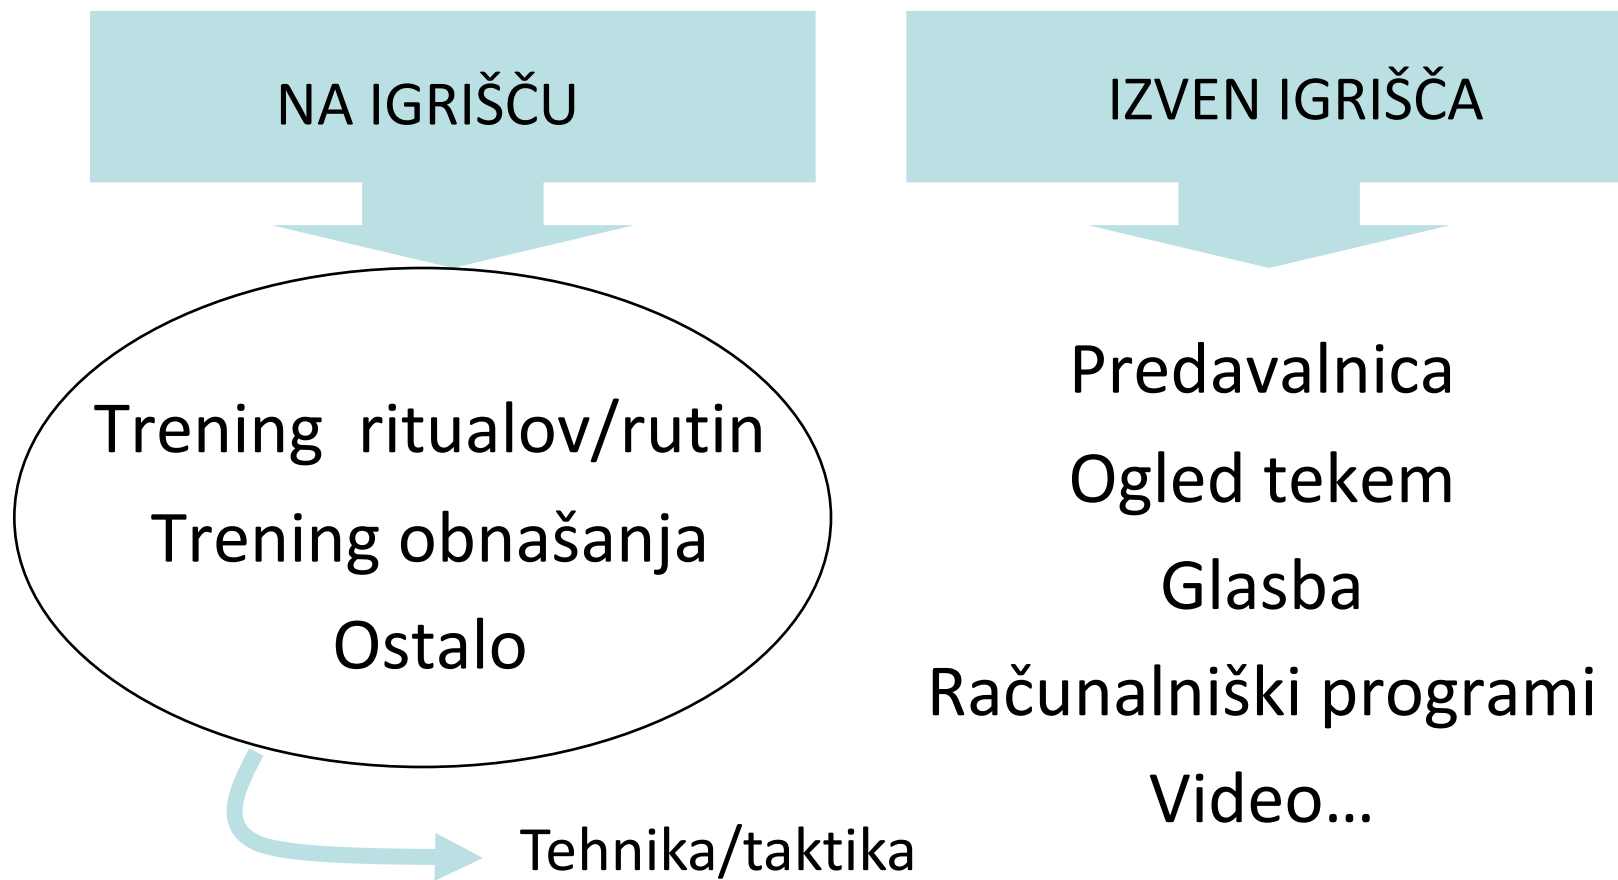 NA IGRIŠČU
Trening ritualov/rutin
Trening obnašanja
Ostalo
Tehnika/taktika
IZVEN IGRIŠČA
Predavalnica
Ogled tekem
Glasba
Računalniški programi
Video…